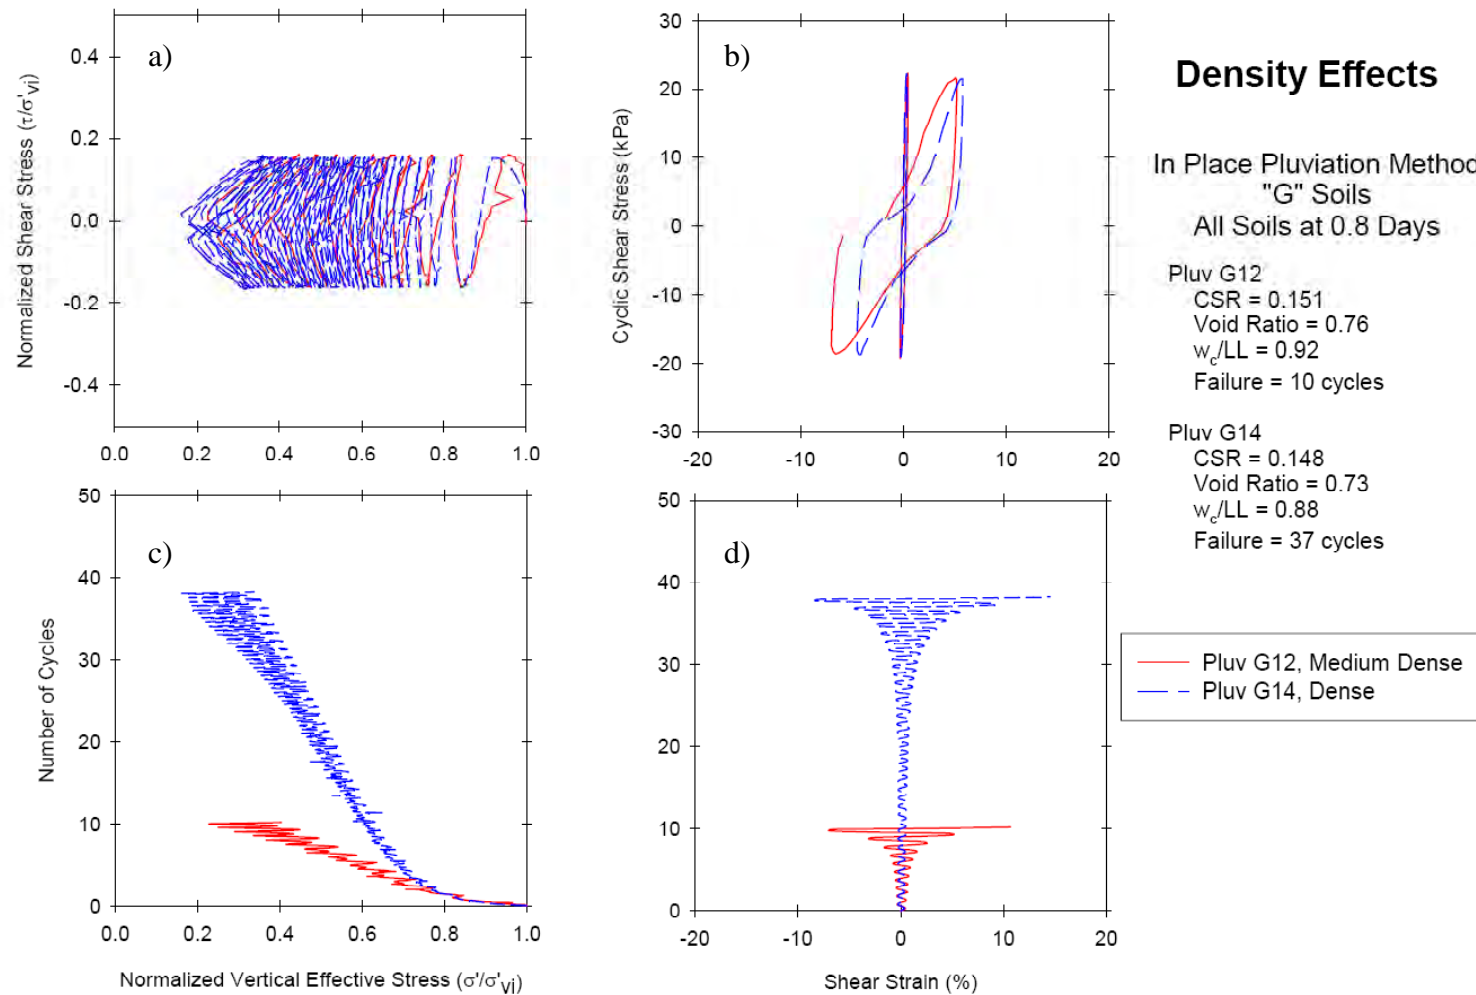 a)
Normalized Shear Stress (τ/σ'vi)
0.4
0.2
0.0
-0.2
-0.4
0.0 0.2 0.4 0.6 0.8 1.0
b)
Cyclic Shear Stress (kPa)
30
20
10
0
-10
-20
-30
-20 -10 0 10 20
Density Effects
In Place Pluviation Method
"G" Soils
All Soils at 0.8 Days
Pluv G12
CSR = 0.151
Void Ratio = 0.76
wc/LL = 0.92
Failure = 10 cycles
Pluv G14
CSR = 0.148
Void Ratio = 0.73
wc/LL = 0.88
Failure = 37 cycles
c)
Number of Cycles
50
40
30
20
10
0
0.0 0.2 0.4 0.6 0.8 1.0
Normalized Vertical Effective Stress (σ'/σ'vi)
d)
50
40
30
20
10
0
-20 -10 0 10 20
Shear Strain (%)
Pluv G12, Medium Dense
Pluv G14, Dense